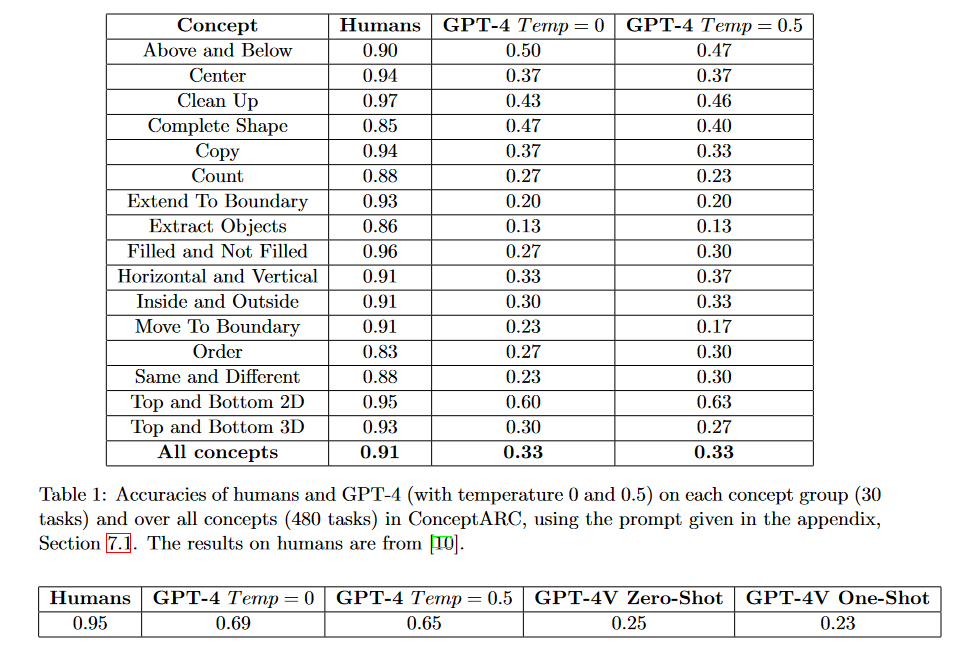 Concept Humans GPT-4 Temp = 0 GPT-4 Temp = 0.5
Above and Below 0.90 0.50 0.47
Center 0.94 0.37 0.37
Clean Up 0.97 0.43 0.46
Complete Shape 0.85 0.47 0.40
Copy 0.94 0.37 0.33
Count 0.88 0.27 0.23
Extend To Boundary 0.93 0.20 0.20
Extract Objects 0.86 0.13 0.13
Filled and Not Filled 0.96 0.27 0.30
Horizontal and Vertical 0.91 0.33 0.37
Inside and Outside 0.91 0.30 0.33
Move To Boundary 0.91 0.23 0.17
Order 0.83 0.27 0.30
Same and Different 0.88 0.23 0.30
Top and Bottom 2D 0.95 0.60 0.63
Top and Bottom 3D 0.93 0.30 0.27
All concepts 0.91 0.33 0.33
Table 1: Accuracies of humans and GPT-4 (with temperature 0 and 0.5) on each concept group (30
tasks) and over all concepts (480 tasks) in ConceptARC, using the prompt given in the appendix,
Section 7.1. The results on humans are from [10].
Humans GPT-4 Temp = 0 GPT-4 Temp = 0.5 GPT-4V Zero-Shot GPT-4V One-Shot
0.95 0.69 0.65 0.25 0.23